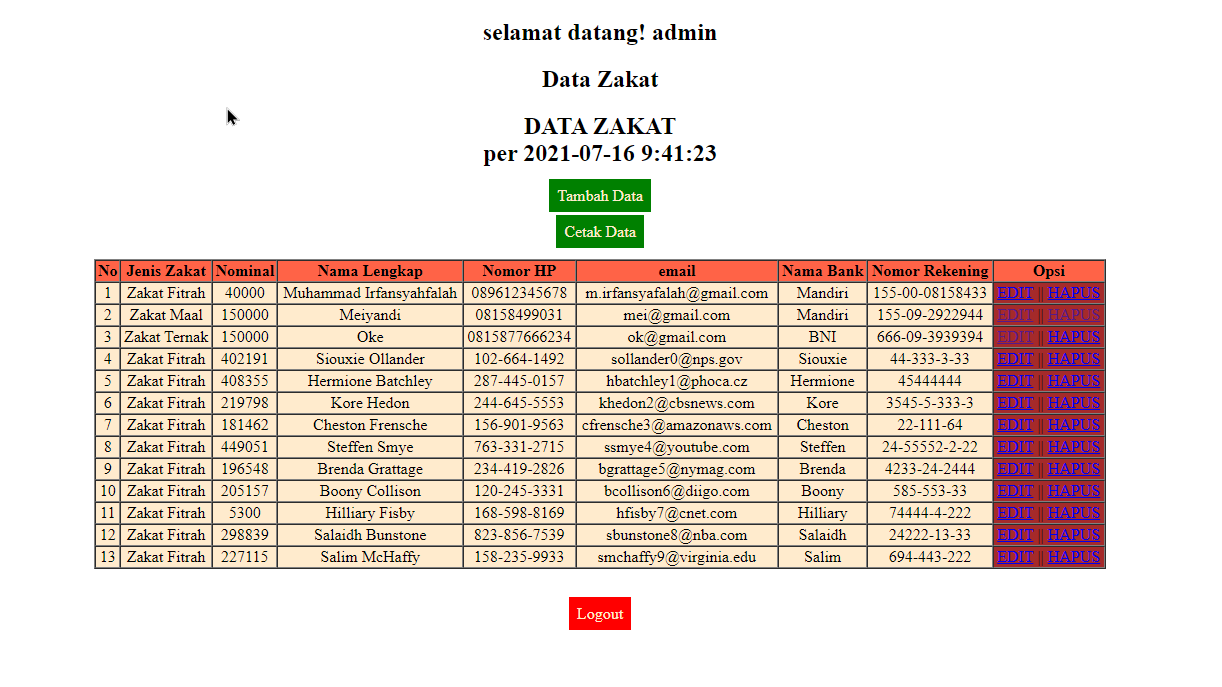 selamat datang! admin
Data Zakat
DATA ZAKAT
per 2021-07-16 9:41:23
Tambah Data
Cetak Data
No Jenis Zakat Nominal Nama Lengkap Nomor HP email Nama Bank Nomor Rekening Opsi
1 Zakat Fitrah 40000 Muhammad Irfansyahfalah 089612345678 m.irfansyafalah@gmail.com Mandiri 155-00-08158433 EDIT || HAPUS
2 Zakat Maal 150000 Meiyandi 08158499031 mei@gmail.com Mandiri 155-09-2922944 EDIT || HAPUS
3 Zakat Ternak 150000 Oke 0815877666234 ok@gmail.com BNI 666-09-3939394 EDIT || HAPUS
4 Zakat Fitrah 402191 Siouxie Ollander 102-664-1492 sollander0@nps.gov Siouxie 44-333-3-33 EDIT || HAPUS
5 Zakat Fitrah 408355 Hermione Batchley 287-445-0157 hbatchley1@phoca.cz Hermione 45444444 EDIT || HAPUS
6 Zakat Fitrah 219798 Kore Hedon 244-645-5553 khedon2@cbsnews.com Kore 3545-5-333-3 EDIT || HAPUS
7 Zakat Fitrah 181462 Cheston Frensche 156-901-9563 cfrensche3@amazonaws.com Cheston 22-111-64 EDIT || HAPUS
8 Zakat Fitrah 449051 Steffen Smye 763-331-2715 ssmye4@youtube.com Steffen 24-55552-2-22 EDIT || HAPUS
9 Zakat Fitrah 196548 Brenda Grattage 234-419-2826 bgrattage5@nymag.com Brenda 4233-24-2444 EDIT || HAPUS
10 Zakat Fitrah 205157 Boony Collison 120-245-3331 bcollison6@diigo.com Boony 585-553-33 EDIT || HAPUS
11 Zakat Fitrah 5300 Hilliary Fisby 168-598-8169 hfisby7@cnet.com Hilliary 74444-4-222 EDIT || HAPUS
12 Zakat Fitrah 298839 Salaidh Bunstone 823-856-7539 sbunstone8@nba.com Salaidh 24222-13-33 EDIT || HAPUS
13 Zakat Fitrah 227115 Salim McHaffy 158-235-9933 smchaffy9@virginia.edu Salim 694-443-222 EDIT || HAPUS
Logout